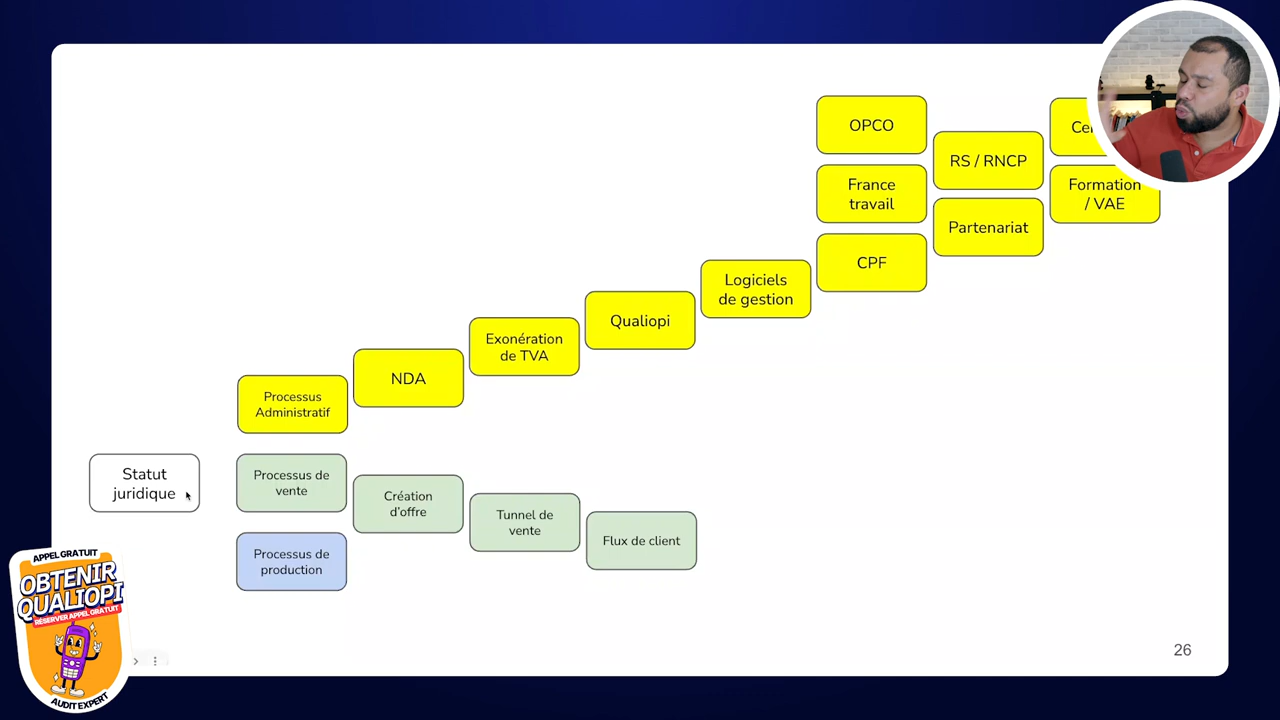 OPCO
RS / RNCP
France
travail
Formation
/ VAE
Partenariat
CPF
Logiciels
de gestion
Qualiopi
Exonération
de TVA
NDA
Processus
Administratif
Statut
juridique
Processus de
vente
Création
d'offre
Tunnel de
vente
Flux de client
Processus de
production
APPEL GRATUIT
OBTENIR
QUALIOPI
RÉSERVER APPEL GRATUIT
AUDIT EXPERT
26